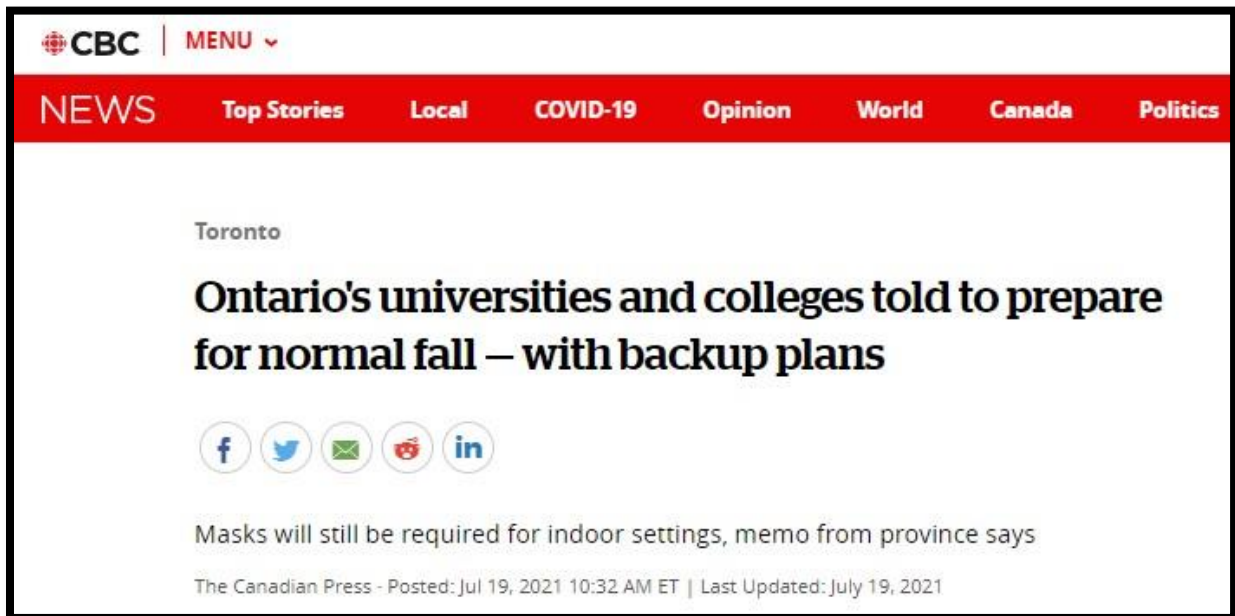 CBC MENU
NEWS Top Stories Local COVID-19 Opinion World Canada Politics
Toronto
Ontario's universities and colleges told to prepare
for normal fall — with backup plans
f in
Masks will still be required for indoor settings, memo from province says
The Canadian Press - Posted: Jul 19, 2021 10:32 AM ET | Last Updated: July 19, 2021